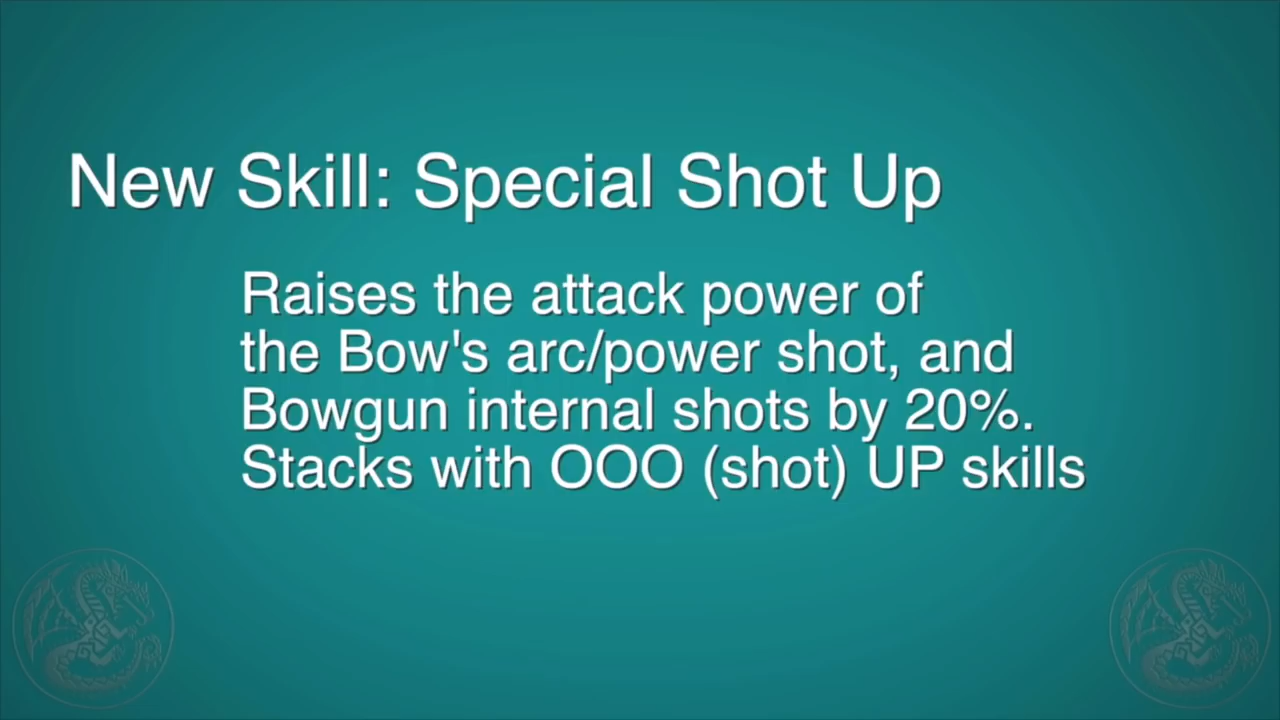 New Skill: Special Shot Up
Raises the attack power of
the Bow's arc/power shot, and
Bowgun internal shots by 20%.
Stacks with OOO (shot) UP skills